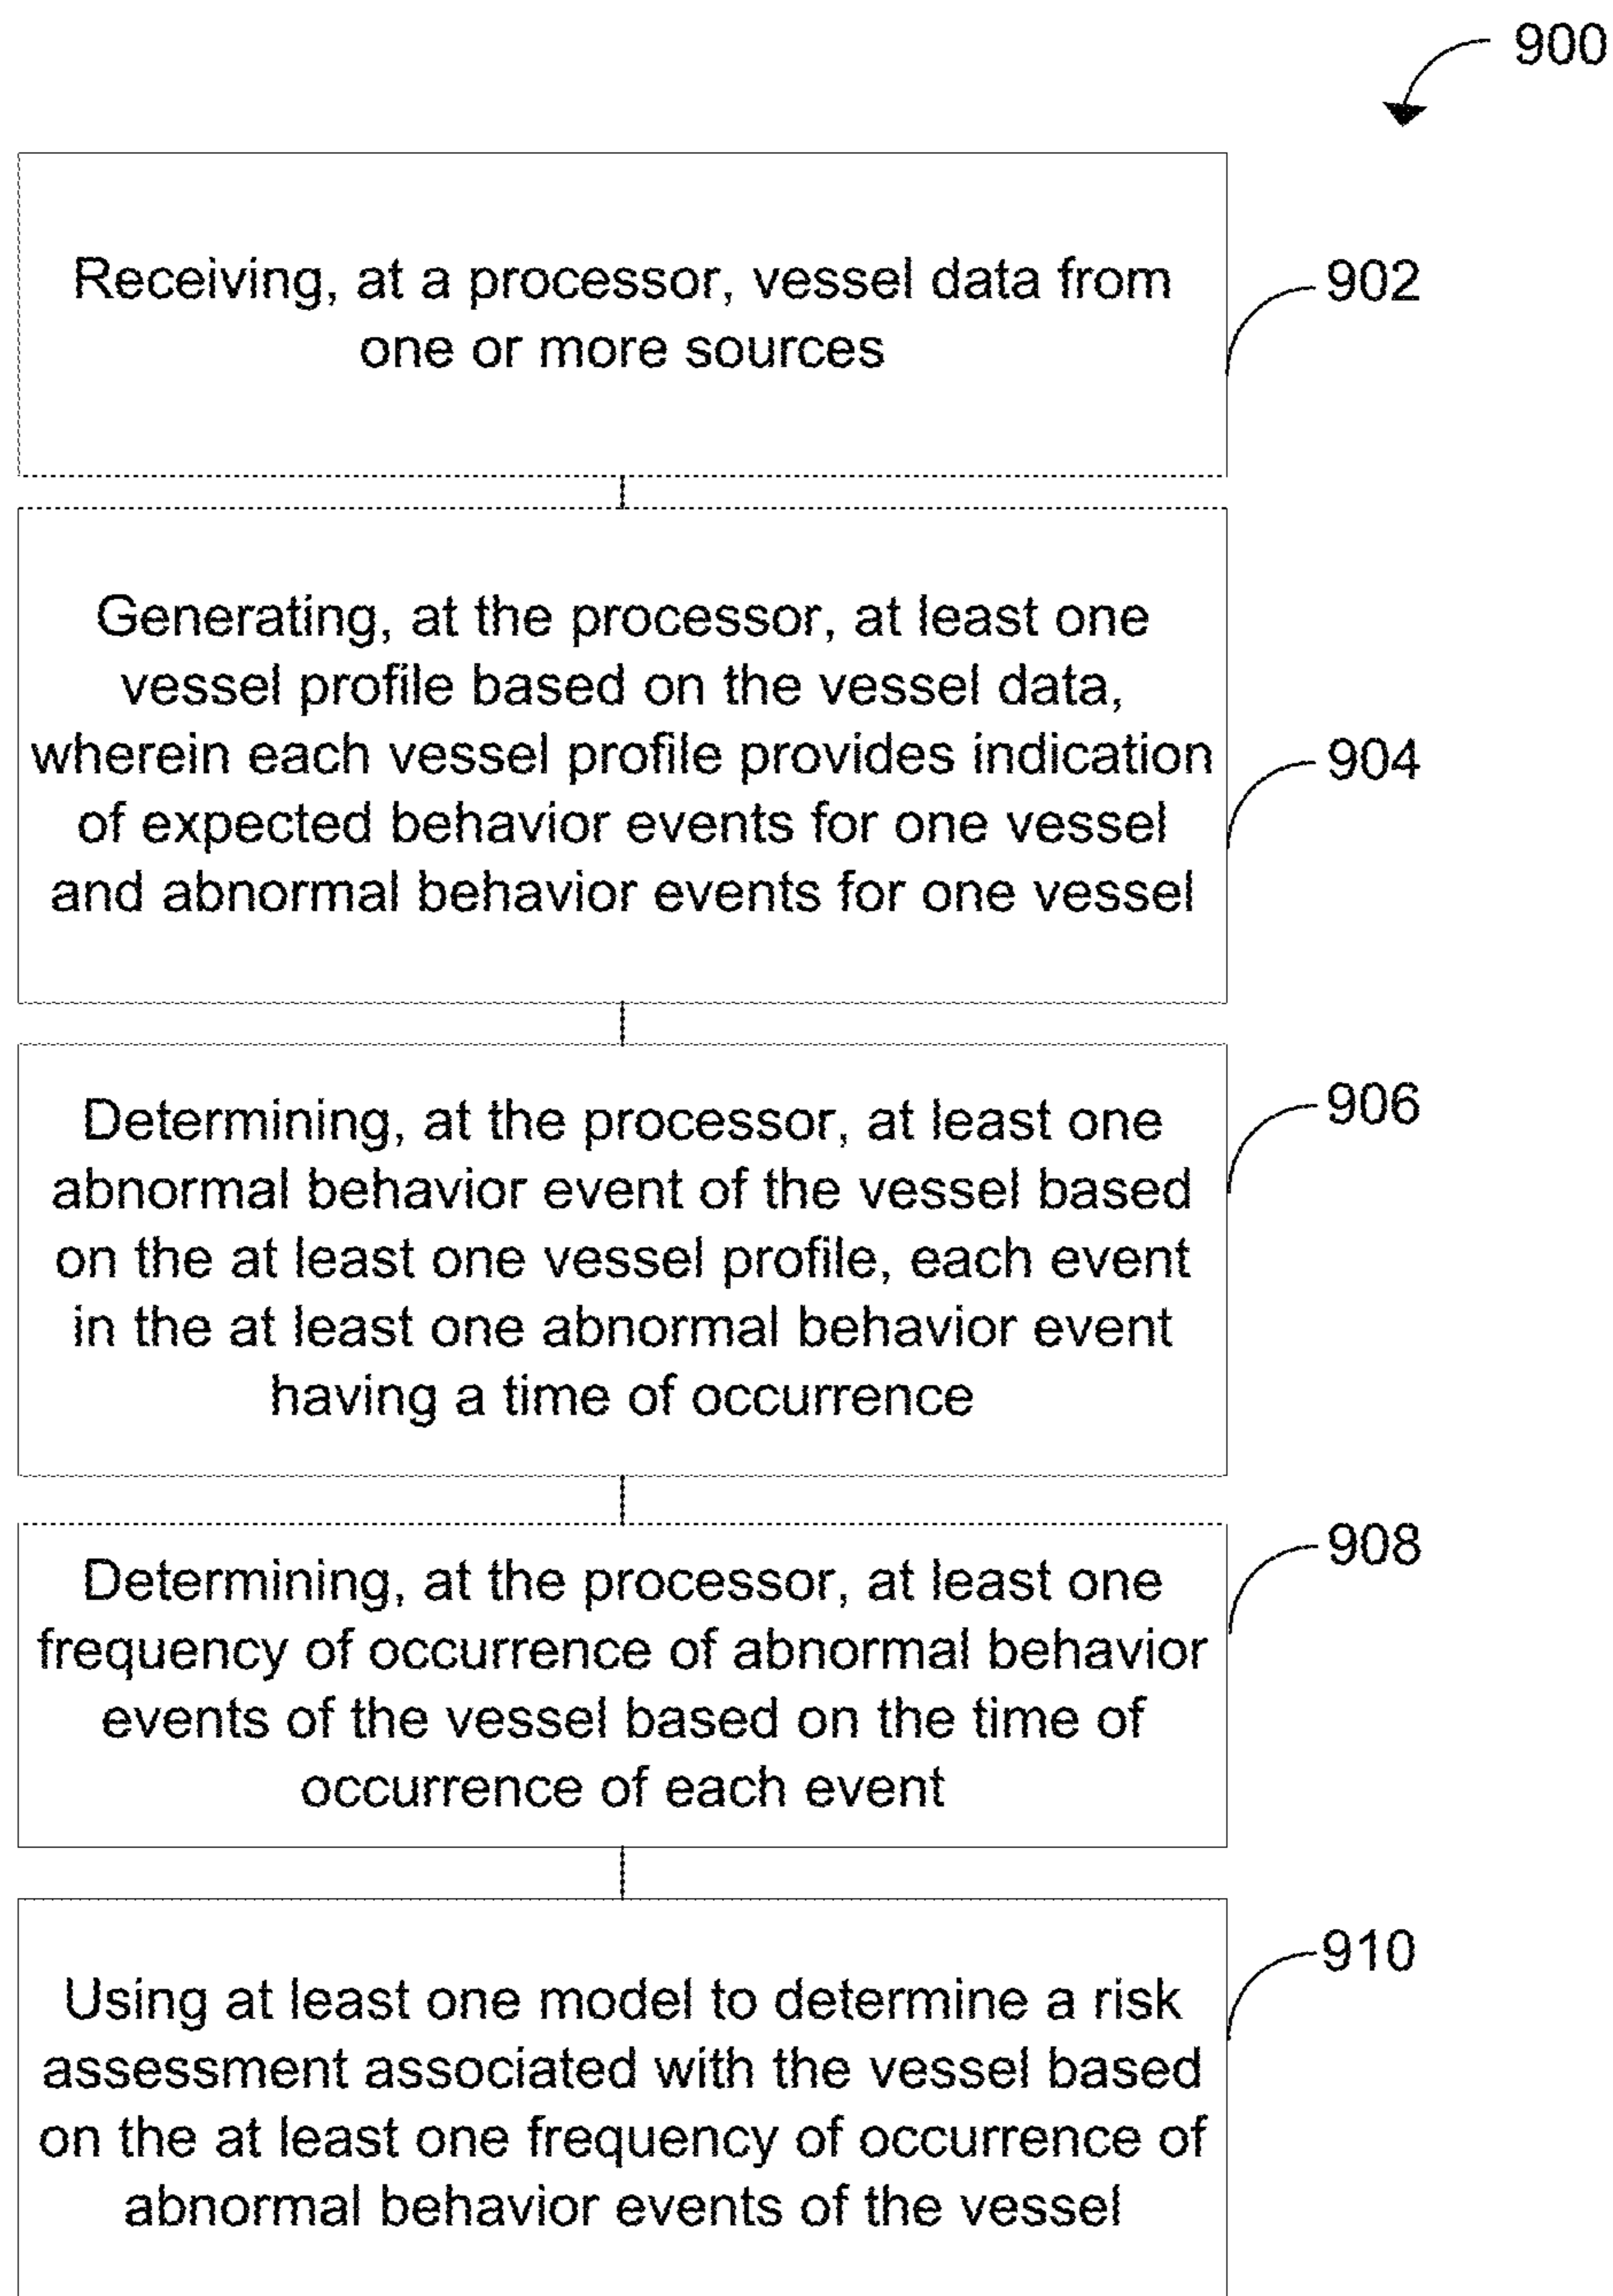 900
Receiving, at a processor, vessel data from
one or more sources
902
Generating, at the processor, at least one
vessel profile based on the vessel data,
wherein each vessel profile provides indication
of expected behavior events for one vessel
and abnormal behavior events for one vessel
904
Determining, at the processor, at least one
abnormal behavior event of the vessel based
on the at least one vessel profile, each event
in the at least one abnormal behavior event
having a time of occurrence
906
Determining, at the processor, at least one
frequency of occurrence of abnormal behavior
events of the vessel based on the time of
occurrence of each event
908
Using at least one model to determine a risk
assessment associated with the vessel based
on the at least one frequency of occurrence of
abnormal behavior events of the vessel
910